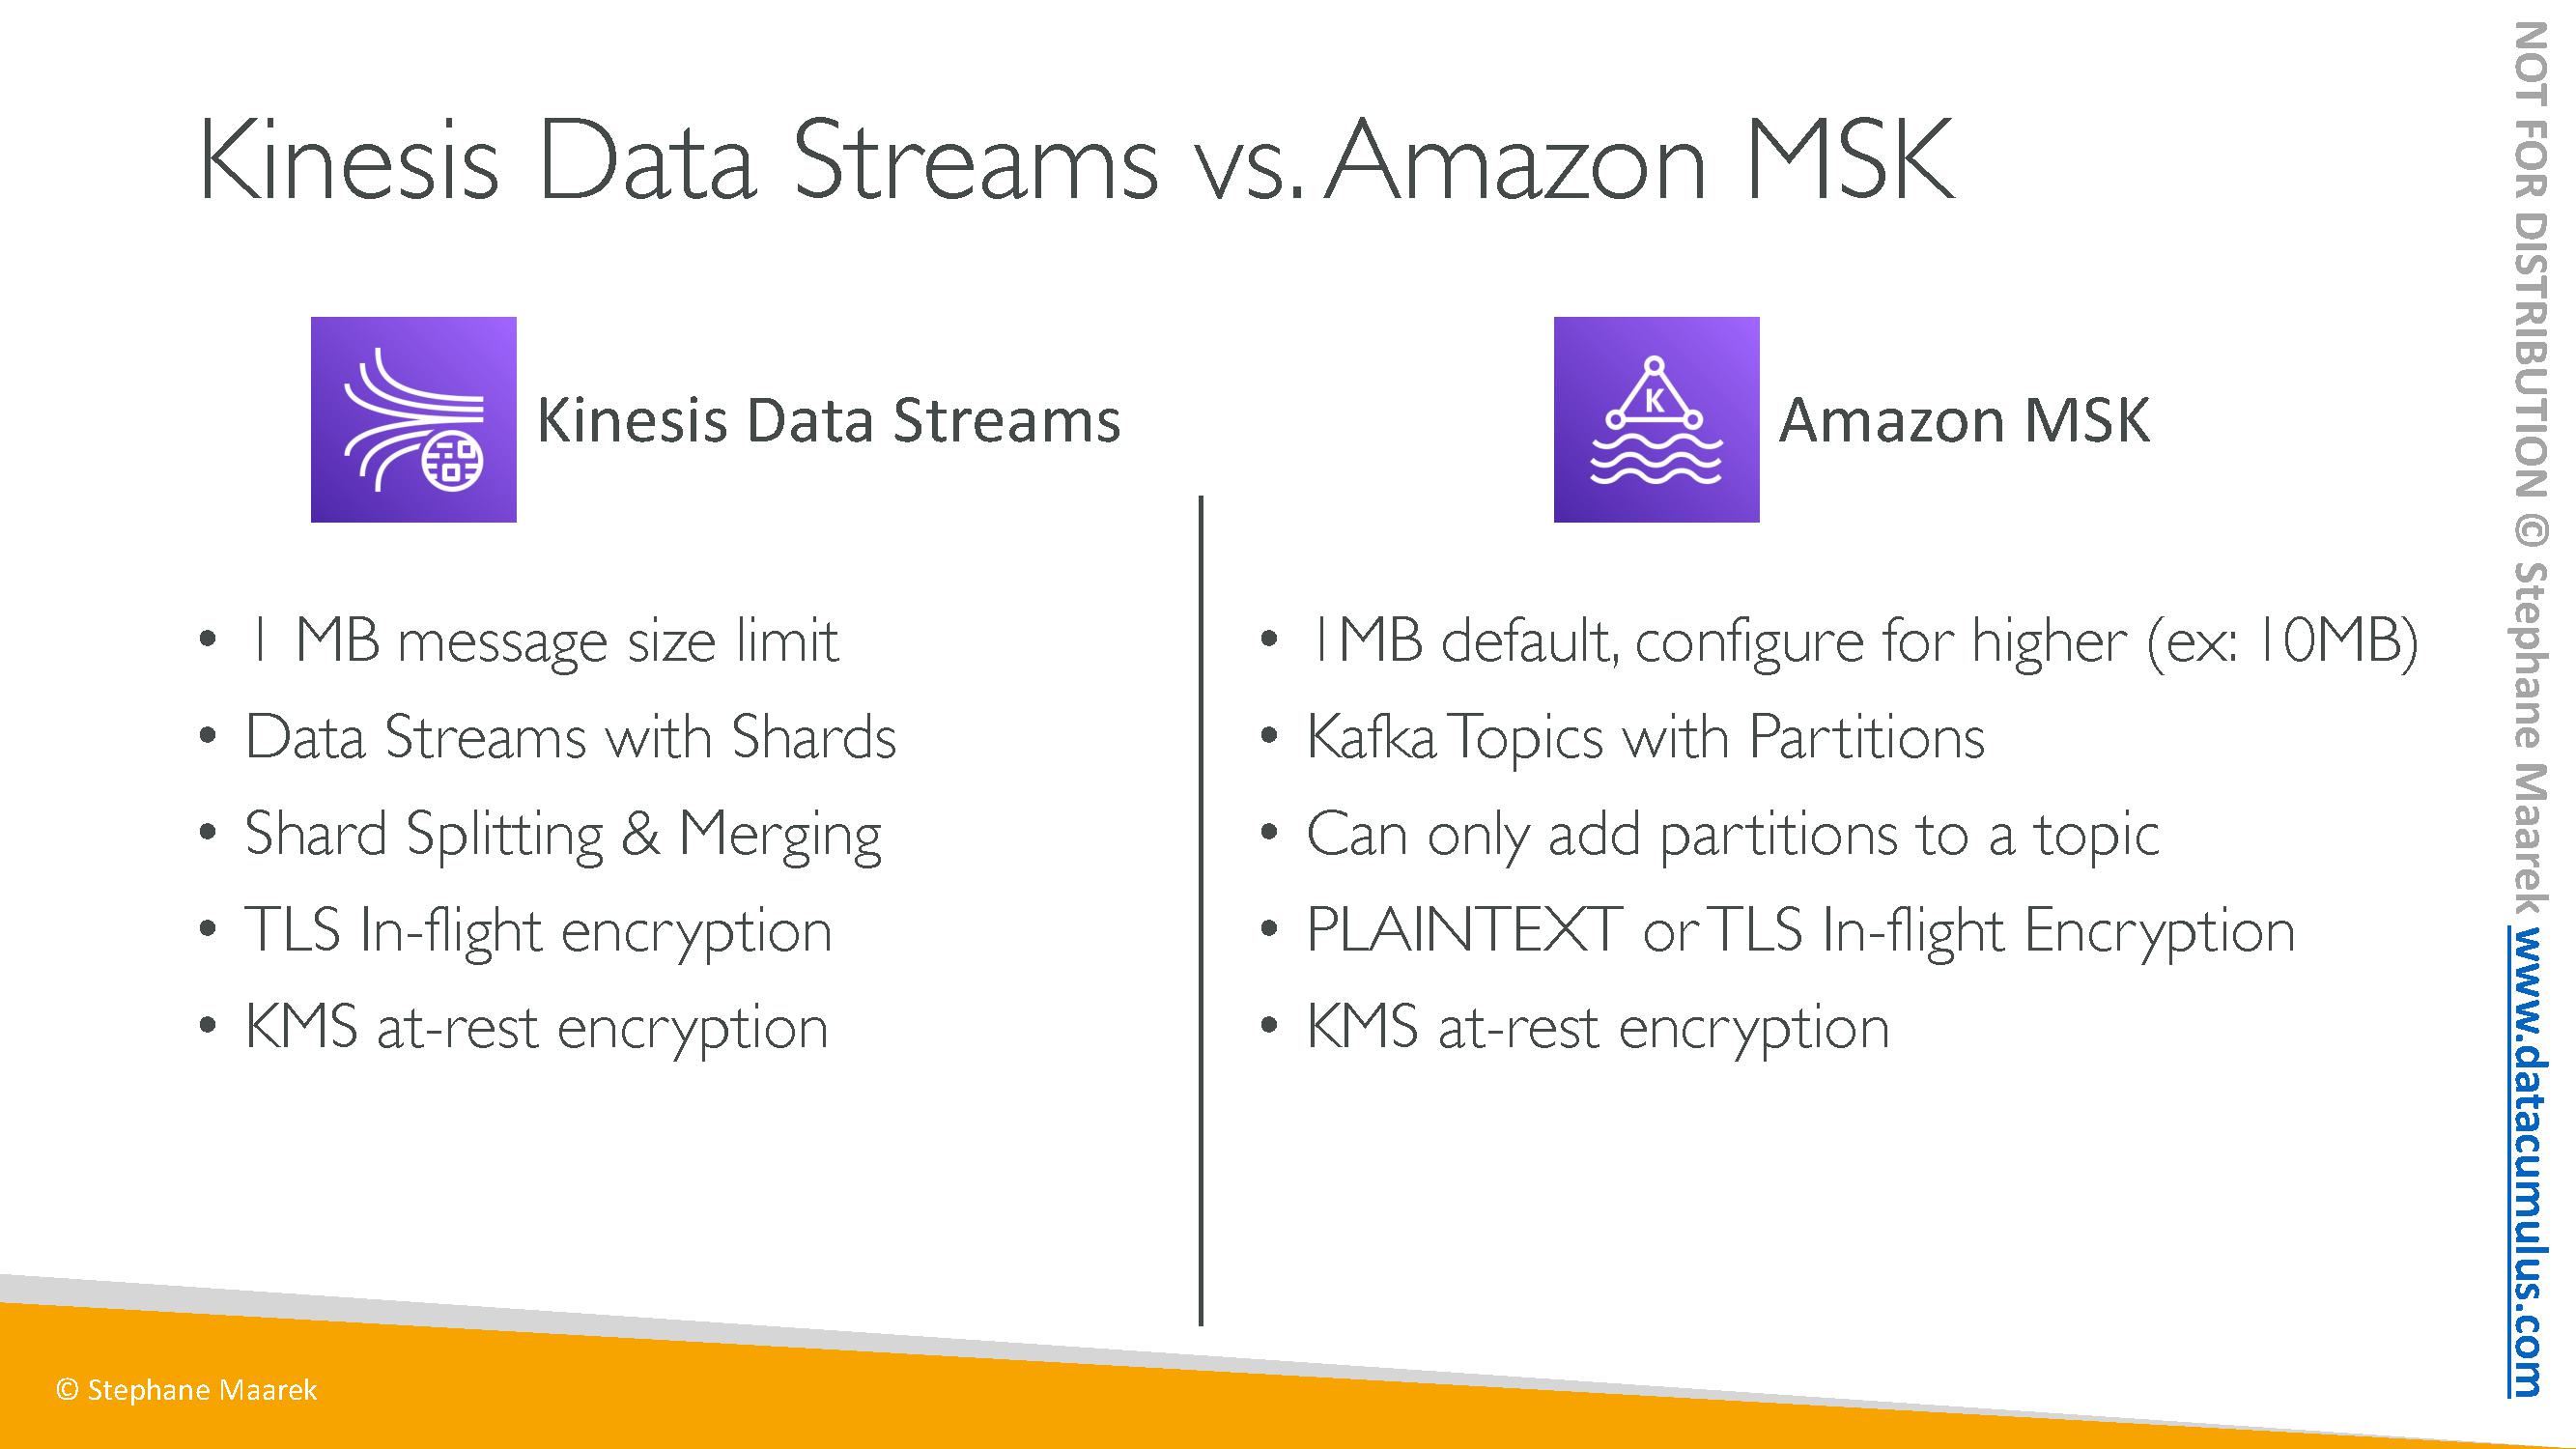 Kinesis Data Streams vs. Amazon MSK
Kinesis Data Streams
• 1 MB message size limit
• Data Streams with Shards
• Shard Splitting & Merging
• TLS In-flight encryption
• KMS at-rest encryption
K
Amazon MSK
• 1MB default, configure for higher (ex: 10MB)
• Kafka Topics with Partitions
• Can only add partitions to a topic
• PLAINTEXT or TLS In-flight Encryption
• KMS at-rest encryption
© Stephane Maarek
NOT FOR DISTRIBUTION © Stephane Maarek www.datacumulus.com